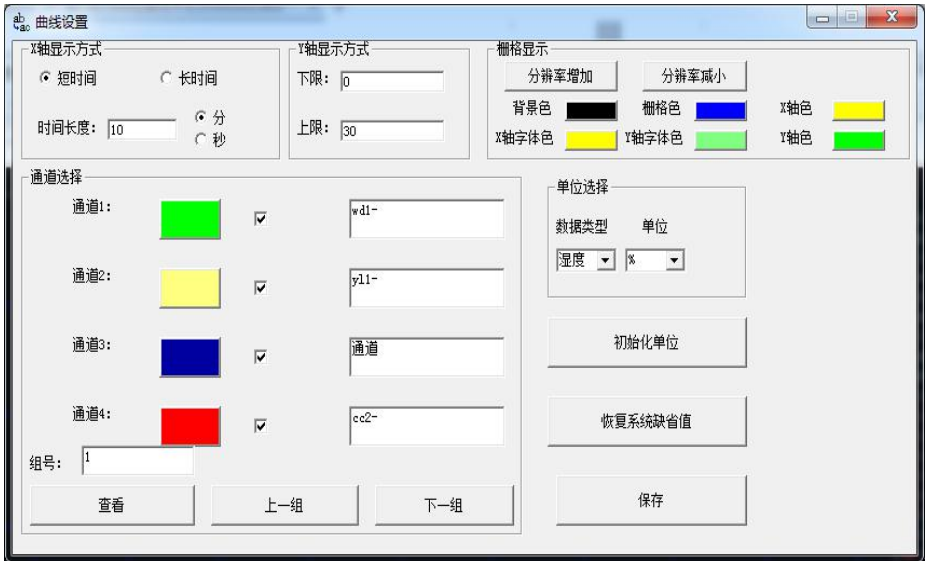 曲线设置
X轴显示方式
短时间 长时间
时间长度: 10 分
秒
Y轴显示方式
下限: 0
上限: 30
栅格显示
分辨率增加 分辨率减小
背景色 栅格色 X轴色
X轴字体色 Y轴字体色 Y轴色
通道选择
通道1: wd1-
通道2: yl1-
通道3: 通道
通道4: cc2-
组号: 1
查看 上一组 下一组
单位选择
数据类型 单位
湿度 %
初始化单位
恢复系统缺省值
保存